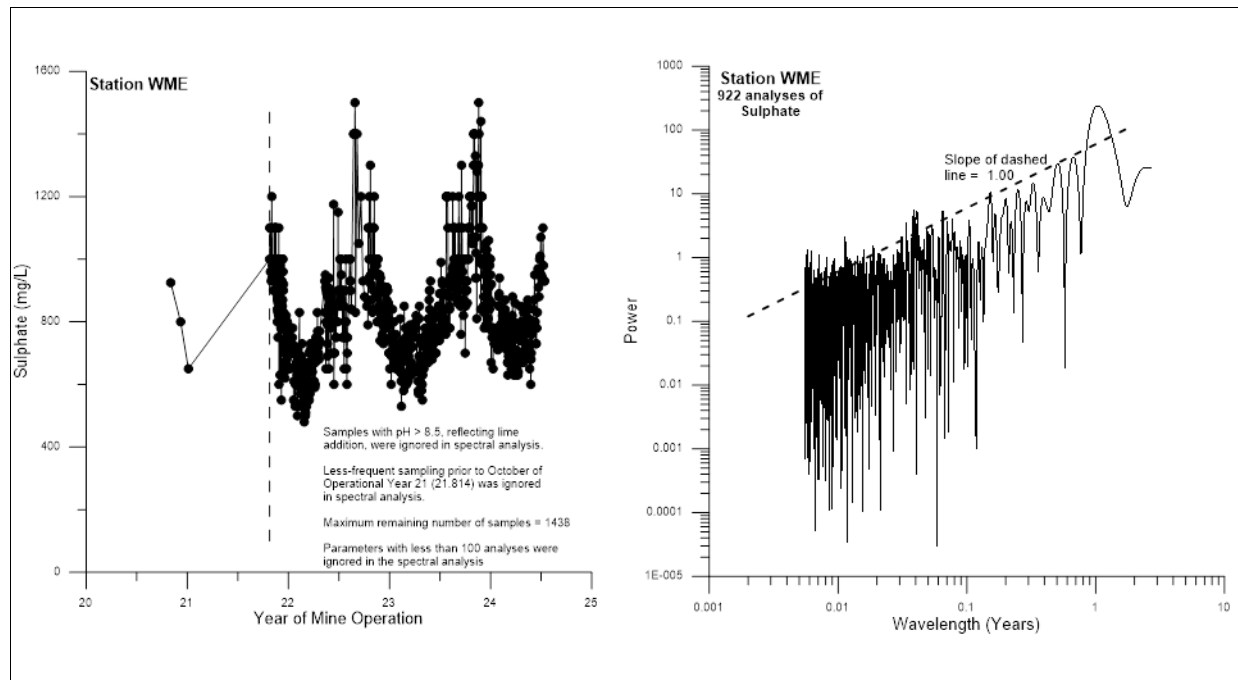 Station WME
1600
1200
800
400
0
Sulphate (mg/L)
20
21
22
23
24
25
Year of Mine Operation
Samples with pH > 8.5, reflecting lime
addition, were ignored in spectral analysis.
Less-frequent sampling prior to October of
Operational Year 21 (21.814) was ignored
in spectral analysis.
Maximum remaining number of samples = 1438
Parameters with less than 100 analyses were
ignored in the spectral analysis
Station WME
922 analyses of
Sulphate
Slope of dashed
line = 1.00
1000
100
10
1
0.1
0.01
0.001
0.0001
1E-005
Power
0.001
0.01
0.1
1
10
Wavelength (Years)